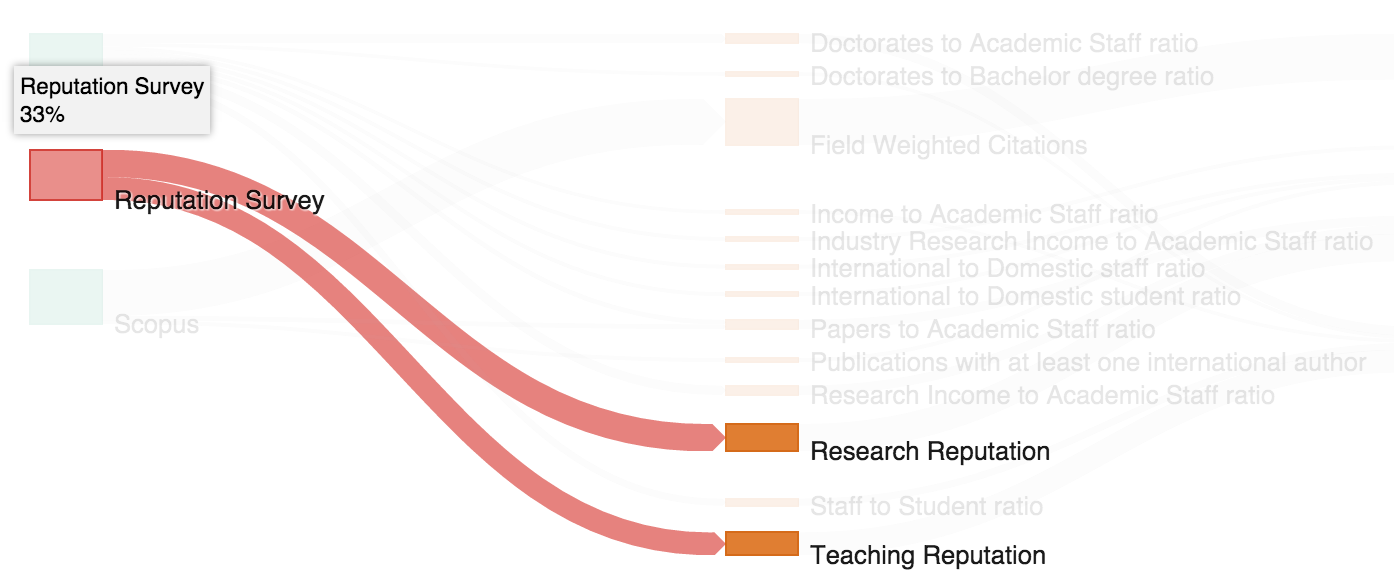 Reputation Survey
33%
Reputation Survey
Scopus
Doctorates to Academic Staff ratio
Doctorates to Bachelor degree ratio
Field Weighted Citations
Income to Academic Staff ratio
Industry Research Income to Academic Staff ratio
International to Domestic staff ratio
International to Domestic student ratio
Papers to Academic Staff ratio
Publications with at least one international author
Research Income to Academic Staff ratio
Research Reputation
Staff to Student ratio
Teaching Reputation